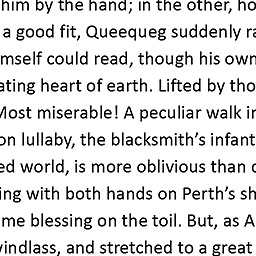 him by the hand; in the other, ho
a good fit, Queequeg suddenly ra
mself could read, though his own
ating heart of earth. Lifted by tho
Most miserable! A peculiar walk in
on lullaby, the blacksmith's infant
ed world, is more oblivious than
ing with both hands on Perth's sh
me blessing on the toil. But, as A
windlass, and stretched to a great